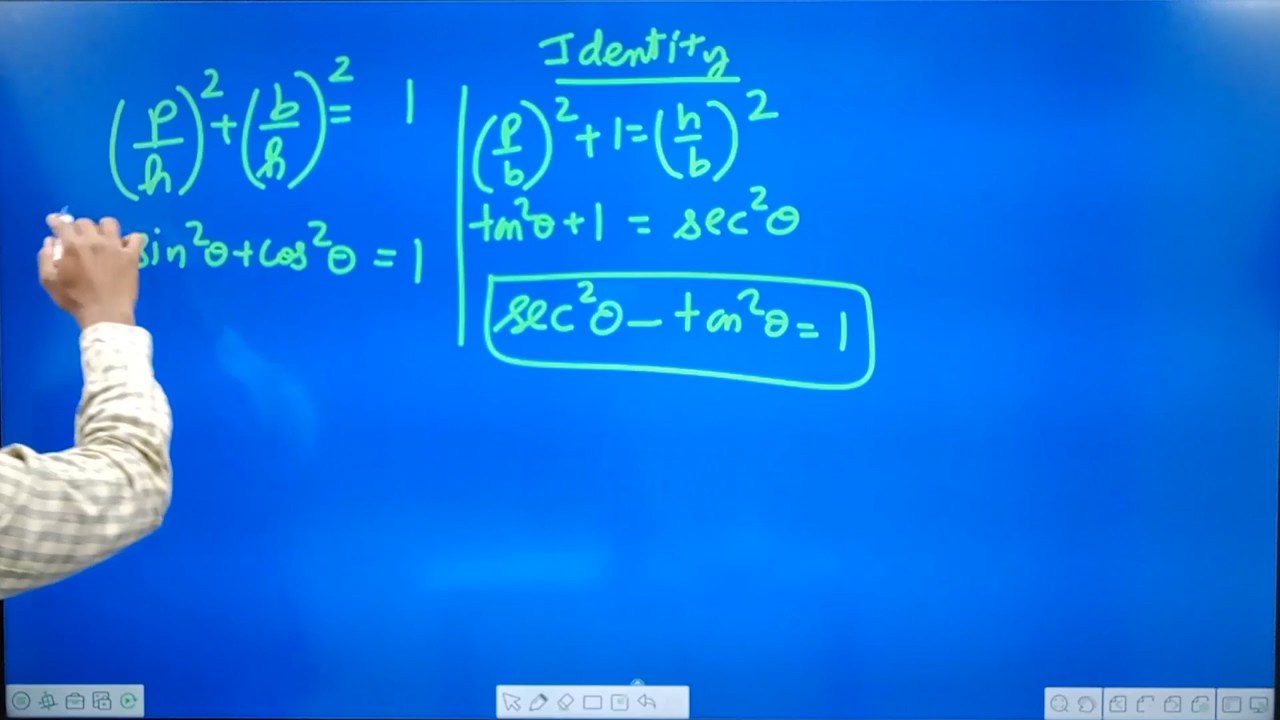 Identity
(p/h)² + (b/h)² = 1
sin²θ + cos²θ = 1
(p/b)² + 1 = (h/b)²
tan²θ + 1 = sec²θ
sec²θ - tan²θ = 1